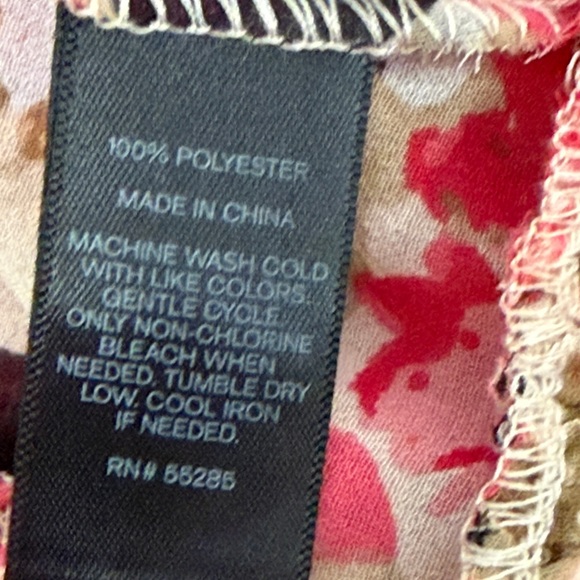 100% POLYESTER
MADE IN CHINA
MACHINE WASH COLD
WITH LIKE COLORS.
GENTLE CYCLE.
ONLY NON-CHLORINE
BLEACH WHEN
NEEDED. TUMBLE DRY
LOW. COOL IRON
IF NEEDED.
RN# 55285